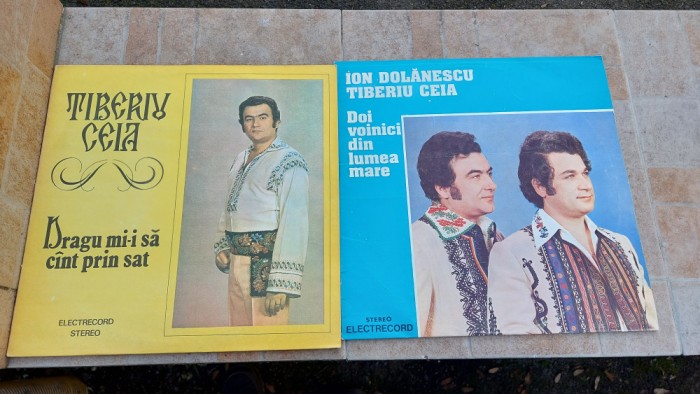 TIBERIU
CEIA
Dragu mi-i să
cînt prin sat
ELECTRECORD
STEREO
ION DOLĂNESCU
TIBERIU CEIA
Doi
voinici
din
lumea
mare
STEREO
ELECTRECORD